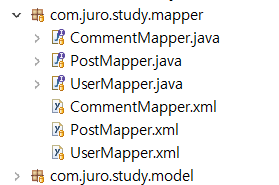 com.juro.study.mapper
CommentMapper.java
PostMapper.java
UserMapper.java
CommentMapper.xml
PostMapper.xml
UserMapper.xml
com.juro.study.model